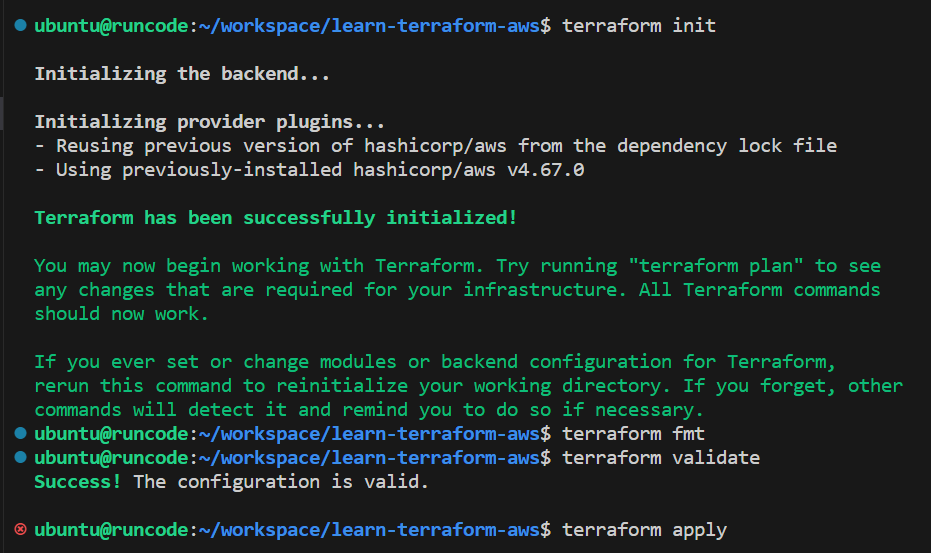 ubuntu@runcode:~/workspace/learn-terraform-aws$ terraform init
Initializing the backend...
Initializing provider plugins...
- Reusing previous version of hashicorp/aws from the dependency lock file
- Using previously-installed hashicorp/aws v4.67.0
Terraform has been successfully initialized!
You may now begin working with Terraform. Try running "terraform plan" to see
any changes that are required for your infrastructure. All Terraform commands
should now work.
If you ever set or change modules or backend configuration for Terraform,
rerun this command to reinitialize your working directory. If you forget, other
commands will detect it and remind you to do so if necessary.
ubuntu@runcode:~/workspace/learn-terraform-aws$ terraform fmt
ubuntu@runcode:~/workspace/learn-terraform-aws$ terraform validate
Success! The configuration is valid.
ubuntu@runcode:~/workspace/learn-terraform-aws$ terraform apply